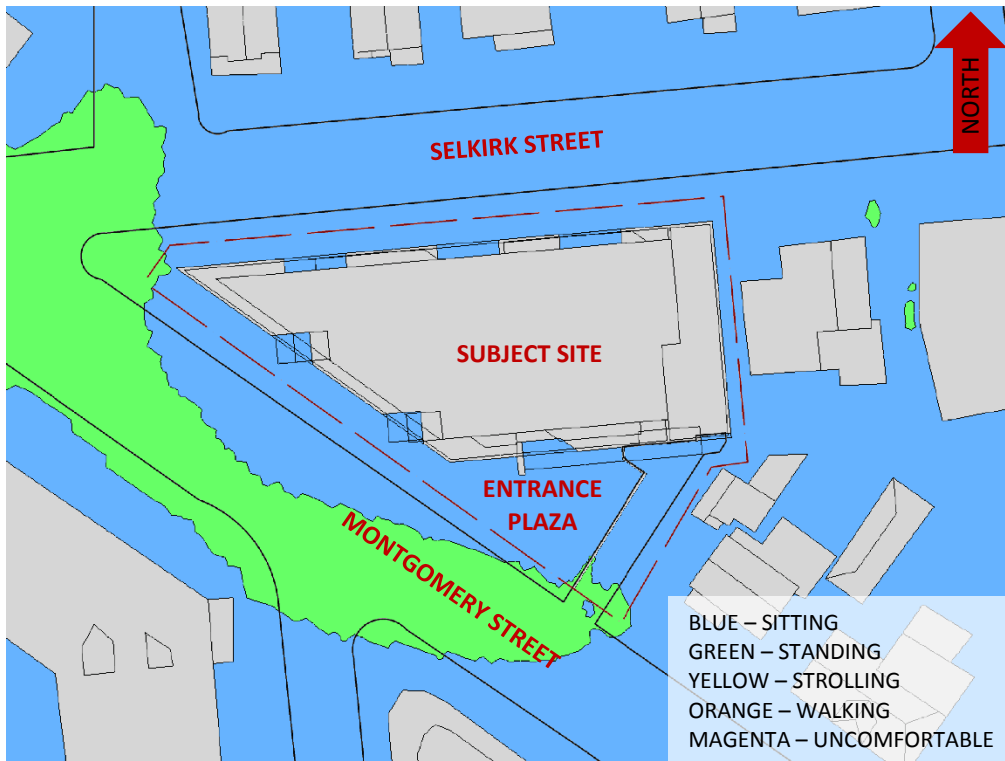 NORTH
SELKIRK STREET
SUBJECT SITE
ENTRANCE
PLAZA
MONTGOMERY STREET
BLUE – SITTING
GREEN – STANDING
YELLOW – STROLLING
ORANGE – WALKING
MAGENTA – UNCOMFORTABLE